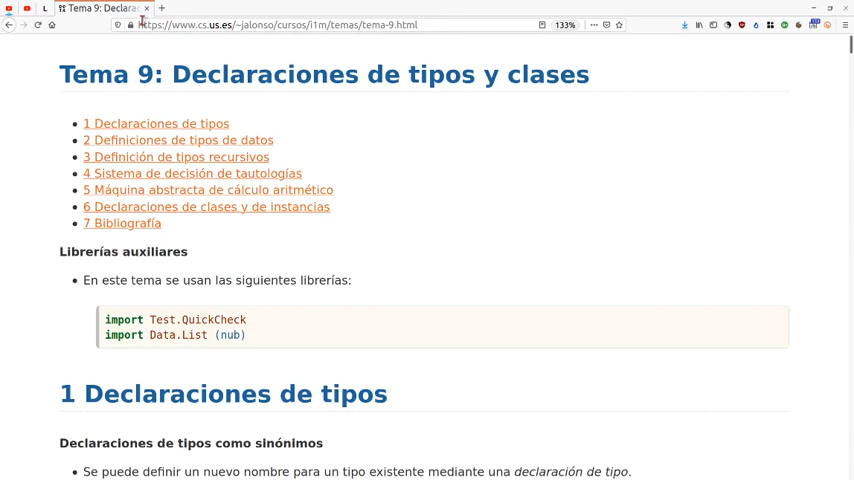 L
Tema 9: Declarac
https://www.cs.us.es/~jalonso/cursos/i1m/temas/tema-9.html
133%
Tema 9: Declaraciones de tipos y clases
1 Declaraciones de tipos
2 Definiciones de tipos de datos
3 Definición de tipos recursivos
4 Sistema de decisión de tautologías
5 Máquina abstracta de cálculo aritmético
6 Declaraciones de clases y de instancias
7 Bibliografía
Librerías auxiliares
En este tema se usan las siguientes librerías:
import Test.QuickCheck
import Data.List (nub)
1 Declaraciones de tipos
Declaraciones de tipos como sinónimos
Se puede definir un nuevo nombre para un tipo existente mediante una declaración de tipo.